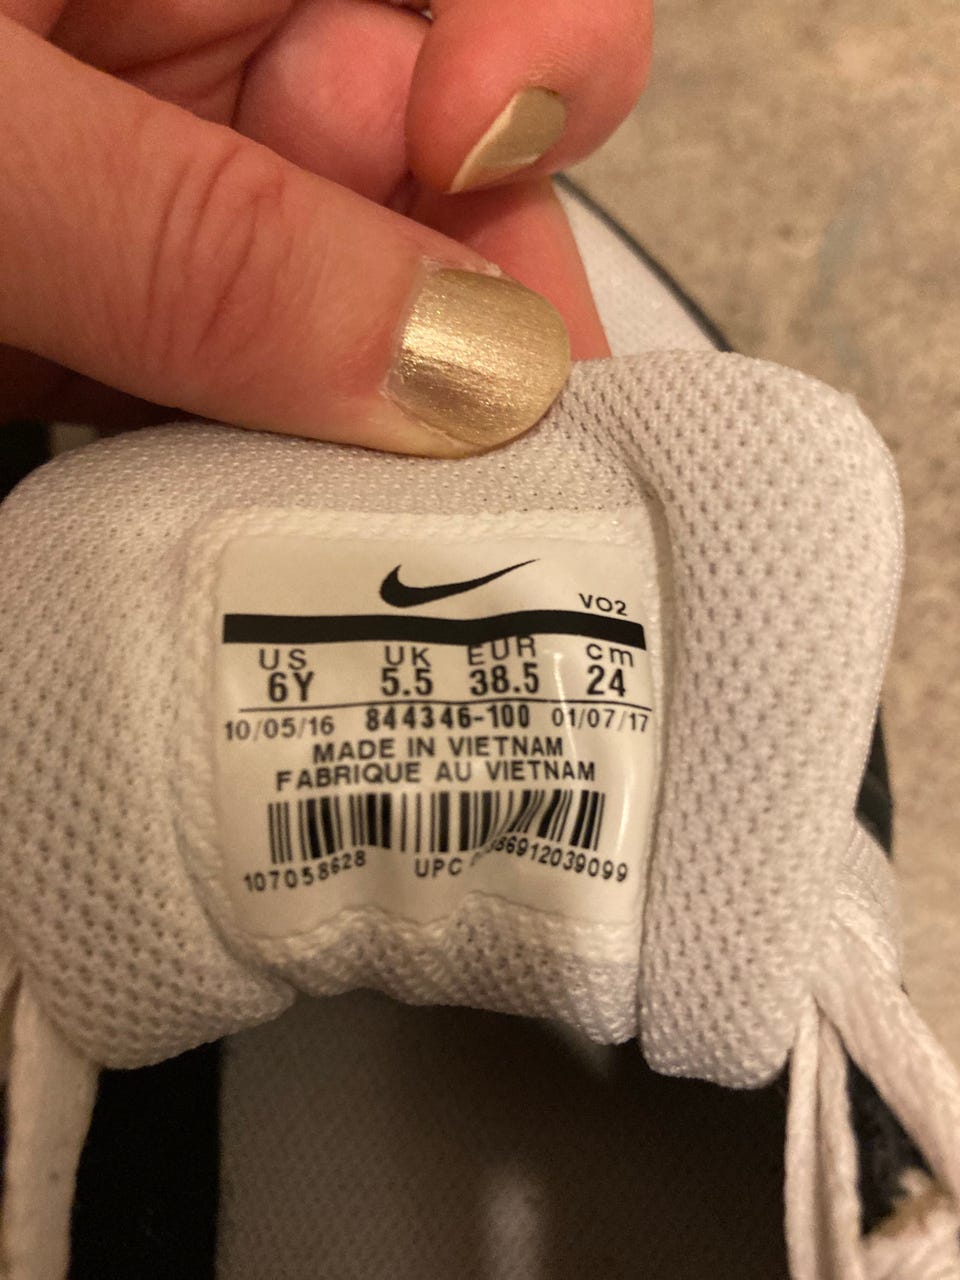 VO2
US UK EUR cm
6Y 5.5 38.5 24
10/05/16 844346-100 01/07/17
MADE IN VIETNAM
FABRIQUE AU VIETNAM
107058628 UPC